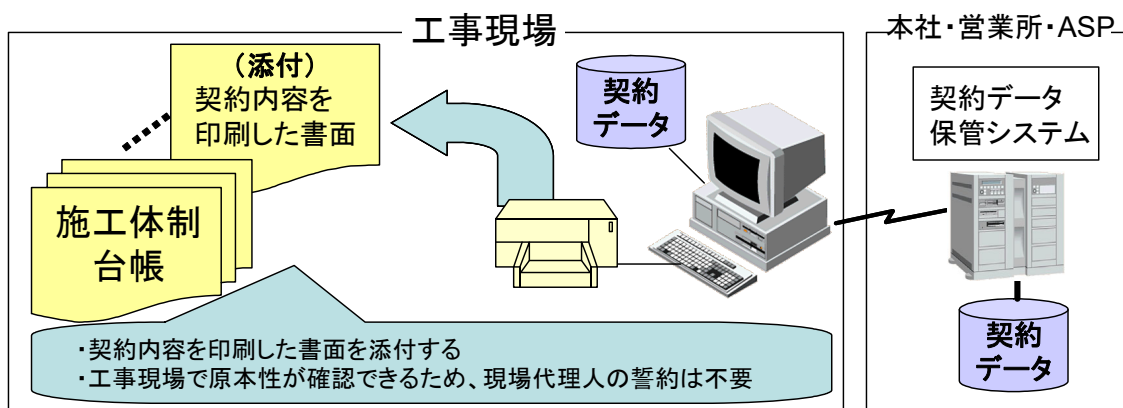 工事現場
本社・営業所・ASP
(添付)
契約内容を
印刷した書面
施工体制
台帳
契約
データ
契約データ
保管システム
契約
データ
・契約内容を印刷した書面を添付する
・工事現場で原本性が確認できるため、現場代理人の誓約は不要